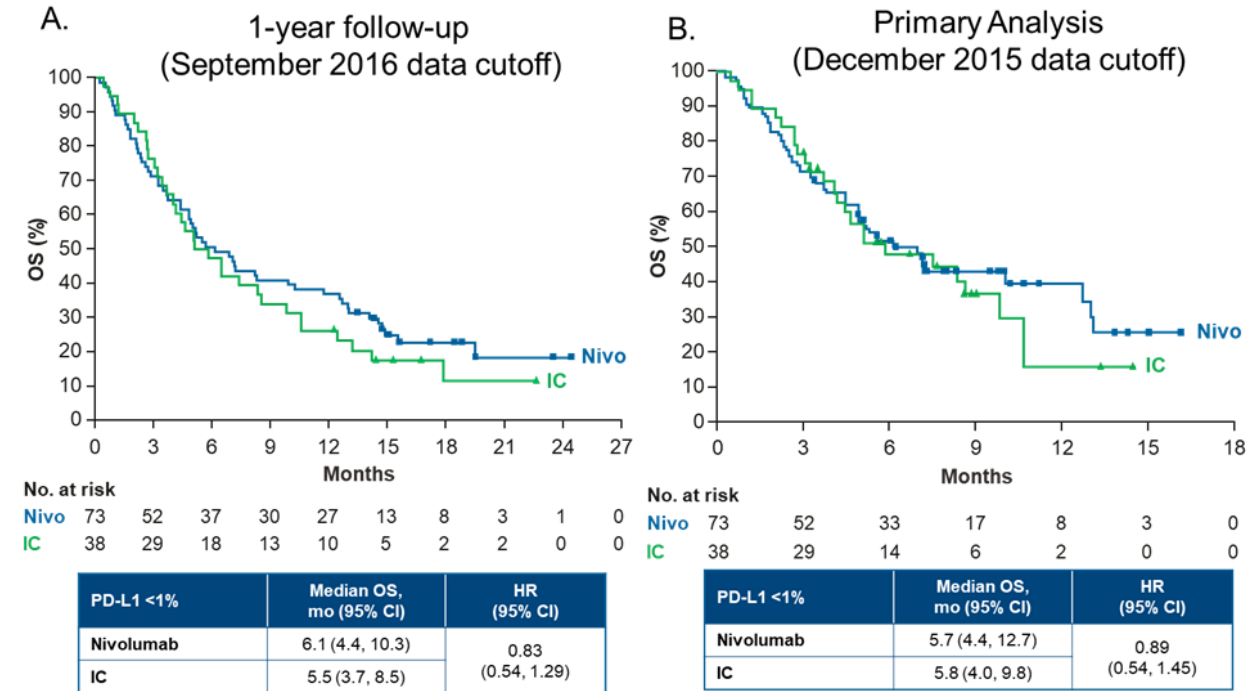 A.
1-year follow-up
(September 2016 data cutoff)
100
90
80
70
60
50
40
30
20
10
0
OS (%)
Nivo
IC
0 3 6 9 12 15 18 21 24 27
Months
No. at risk
Nivo 73 52 37 30 27 13 8 3 1 0
IC 38 29 18 13 10 5 2 2 0 0
PD-L1 <1% Median OS, HR
mo (95% CI) (95% CI)
Nivolumab 6.1 (4.4, 10.3) 0.83
IC 5.5 (3.7, 8.5) (0.54, 1.29)
B.
Primary Analysis
(December 2015 data cutoff)
100
90
80
70
60
50
40
30
20
10
0
OS (%)
Nivo
IC
0 3 6 9 12 15 18
Months
No. at risk
Nivo 73 52 33 17 8 3 0
IC 38 29 14 6 2 0 0
PD-L1 <1% Median OS, HR
mo (95% CI) (95% CI)
Nivolumab 5.7 (4.4, 12.7) 0.89
IC 5.8 (4.0, 9.8) (0.54, 1.45)